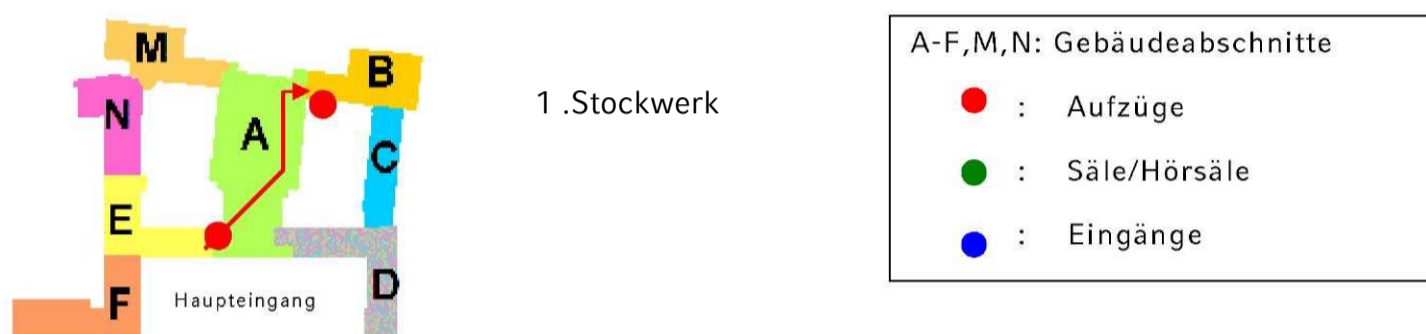 M
B
N
A
C
E
F
Haupteingang
D
1 .Stockwerk
A-F,M,N: Gebäudeabschnitte
: Aufzüge
: Säle/Hörsäle
: Eingänge